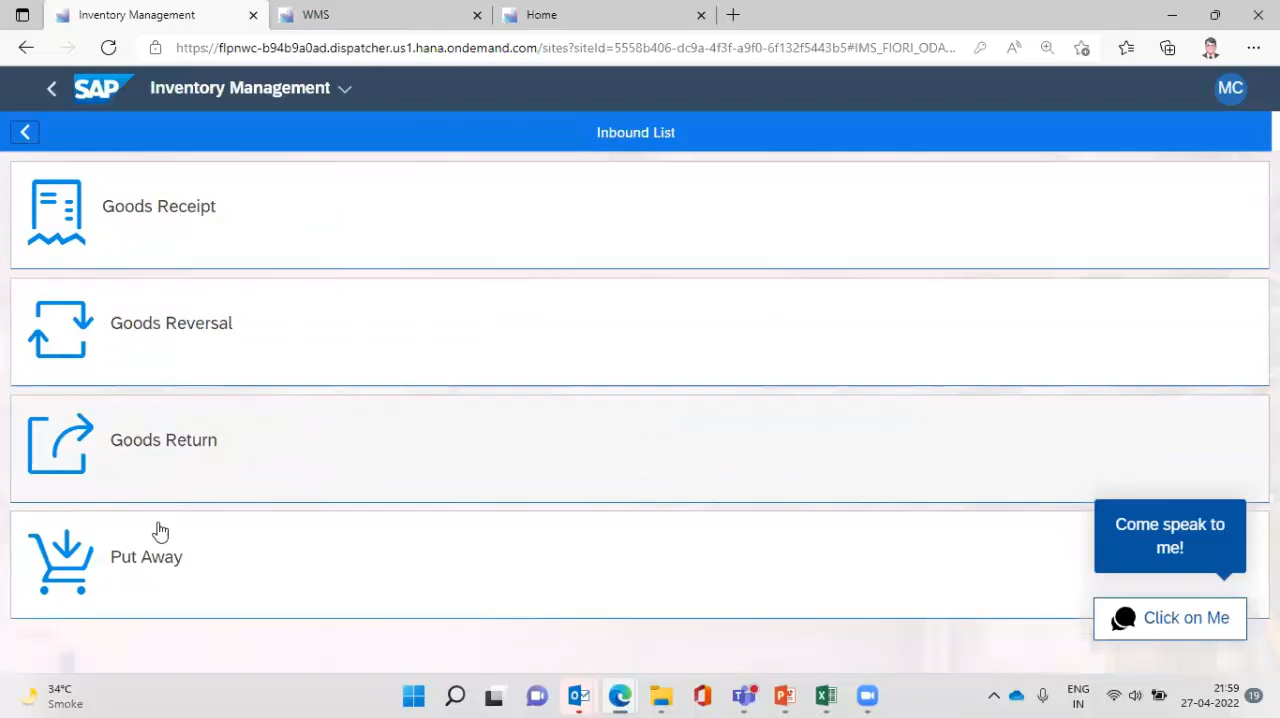 Inventory Management
WMS
Home
https://flpnwc-b94b9a0ad.dispatcher.us1.hana.ondemand.com/sites?siteId=5558b406-dc9a-4f3f-a9f0-6f132f5443b5#IMS_FIORI_ODA...
SAP
Inventory Management
MC
Inbound List
Goods Receipt
Goods Reversal
Goods Return
Put Away
Come speak to
me!
Click on Me
34°C
Smoke
ENG
IN
21:59
27-04-2022
19